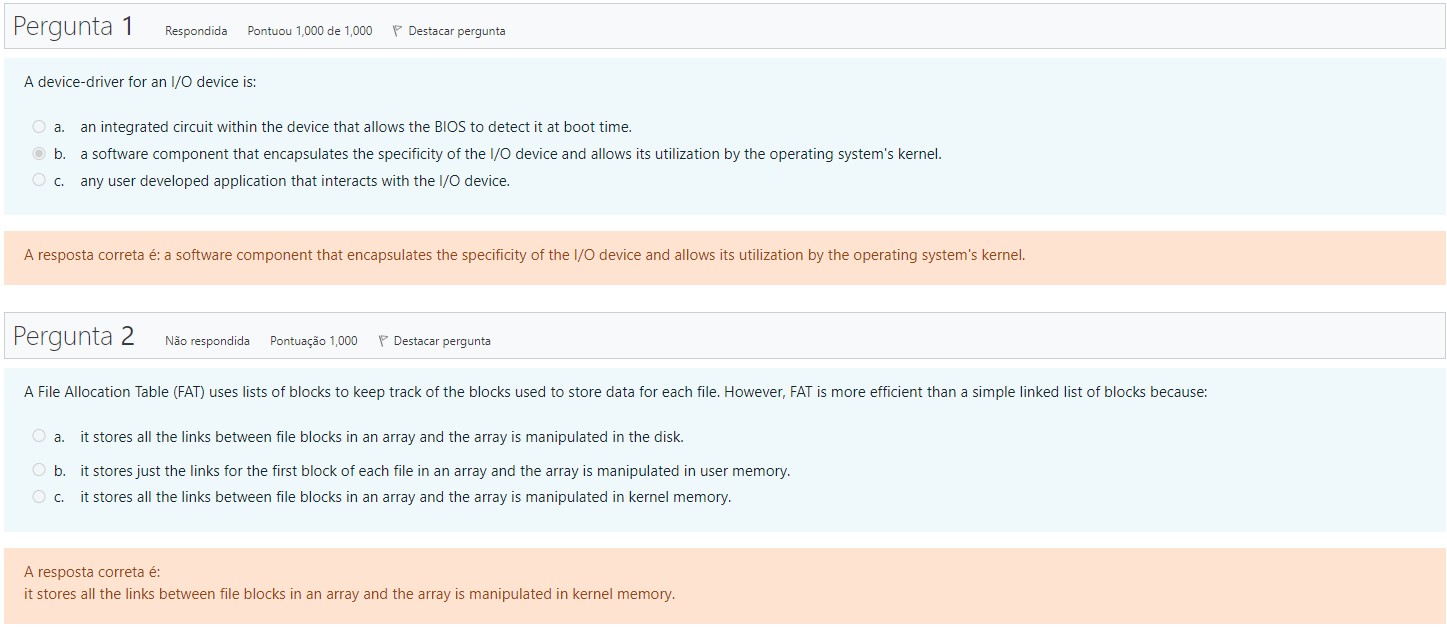 Pergunta 1 Respondida Pontuou 1,000 de 1,000 Destacar pergunta
A device-driver for an I/O device is:
a. an integrated circuit within the device that allows the BIOS to detect it at boot time.
b. a software component that encapsulates the specificity of the I/O device and allows its utilization by the operating system's kernel.
c. any user developed application that interacts with the I/O device.
A resposta correta é: a software component that encapsulates the specificity of the I/O device and allows its utilization by the operating system's kernel.
Pergunta 2 Não respondida Pontuação 1,000 Destacar pergunta
A File Allocation Table (FAT) uses lists of blocks to keep track of the blocks used to store data for each file. However, FAT is more efficient than a simple linked list of blocks because:
a. it stores all the links between file blocks in an array and the array is manipulated in the disk.
b. it stores just the links for the first block of each file in an array and the array is manipulated in user memory.
c. it stores all the links between file blocks in an array and the array is manipulated in kernel memory.
A resposta correta é:
it stores all the links between file blocks in an array and the array is manipulated in kernel memory.